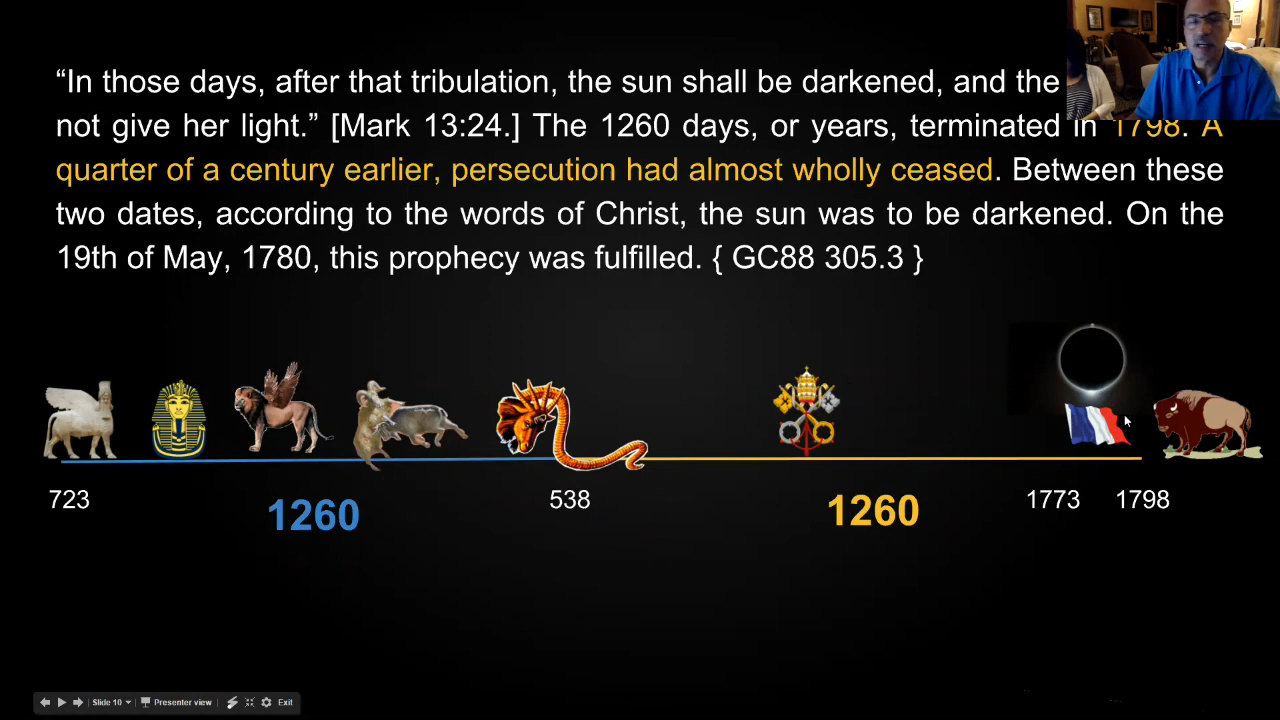 “In those days, after that tribulation, the sun shall be darkened, and the
not give her light.” [Mark 13:24.] The 1260 days, or years, terminated in 1798. A
quarter of a century earlier, persecution had almost wholly ceased. Between these
two dates, according to the words of Christ, the sun was to be darkened. On the
19th of May, 1780, this prophecy was fulfilled. { GC88 305.3 }
723
1260
538
1260
1773
1798
Slide 10
Presenter view
Exit